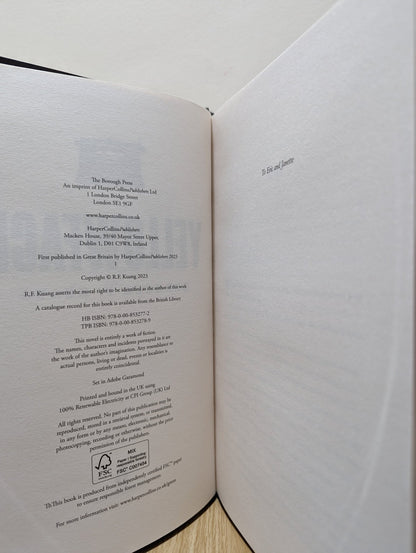 The Borough Press
An imprint of HarperCollinsPublishers Ltd
1 London Bridge Street
London SE1 9GF
www.harpercollins.co.uk
HarperCollinsPublishers
Macken House, 39/40 Mayor Street Upper,
Dublin 1, D01 C9W8, Ireland
First published in Great Britain by HarperCollinsPublishers 2023
1
Copyright © R.F. Kuang 2023
R.F. Kuang asserts the moral right to be identified as the author of this work
A catalogue record for this book is available from the British Library
HB ISBN: 978-0-00-853277-2
TPB ISBN: 978-0-00-853278-9
This novel is entirely a work of fiction.
The names, characters and incidents portrayed in it are
the work of the author's imagination. Any resemblance to
actual persons, living or dead, events or localities is
entirely coincidental.
Set in Adobe Garamond
Printed and bound in the UK using
100% Renewable Electricity at CPI Group (UK) Ltd
All rights reserved. No part of this publication may be
reproduced, stored in a retrieval system, or transmitted,
in any form or by any means, electronic, mechanical,
photocopying, recording or otherwise, without the prior
permission of the publishers.
MIX
Paper | Supporting
responsible forestry
FSC
www.fsc.org
FSC™ C007454
This book is produced from independently certified FSC™ paper
to ensure responsible forest management.
For more information visit: www.harpercollins.co.uk/green
To Eric and Janette